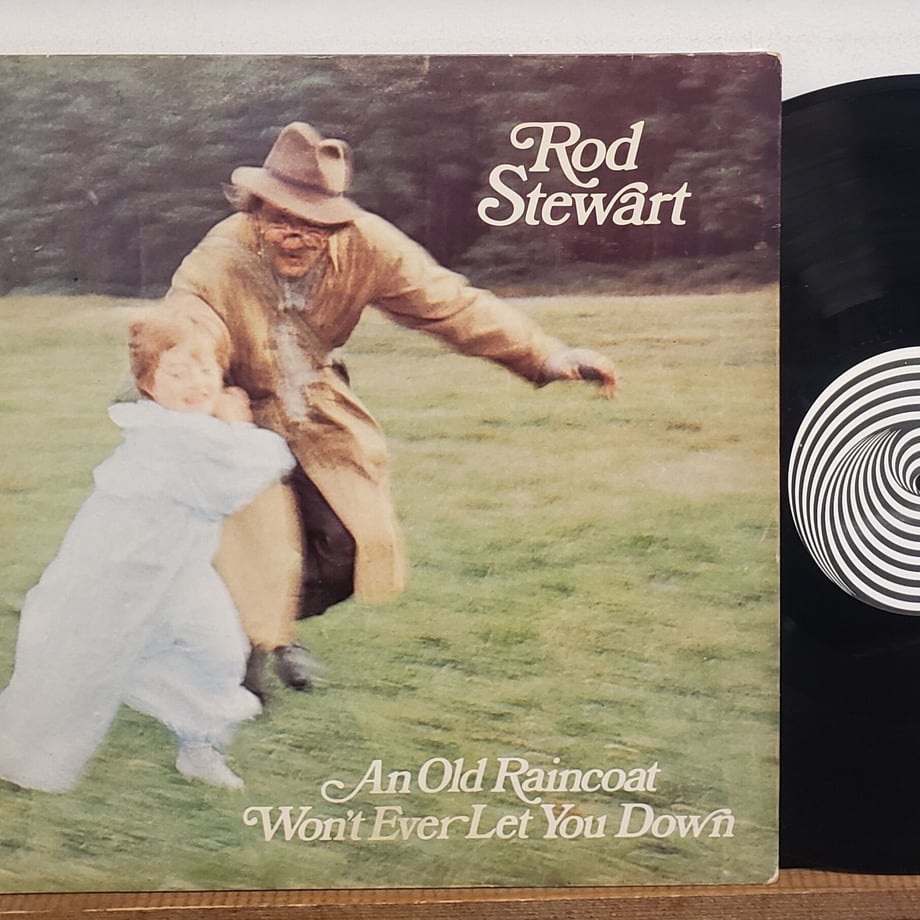 Rod
Stewart
An Old Raincoat
Won't Ever Let You Down